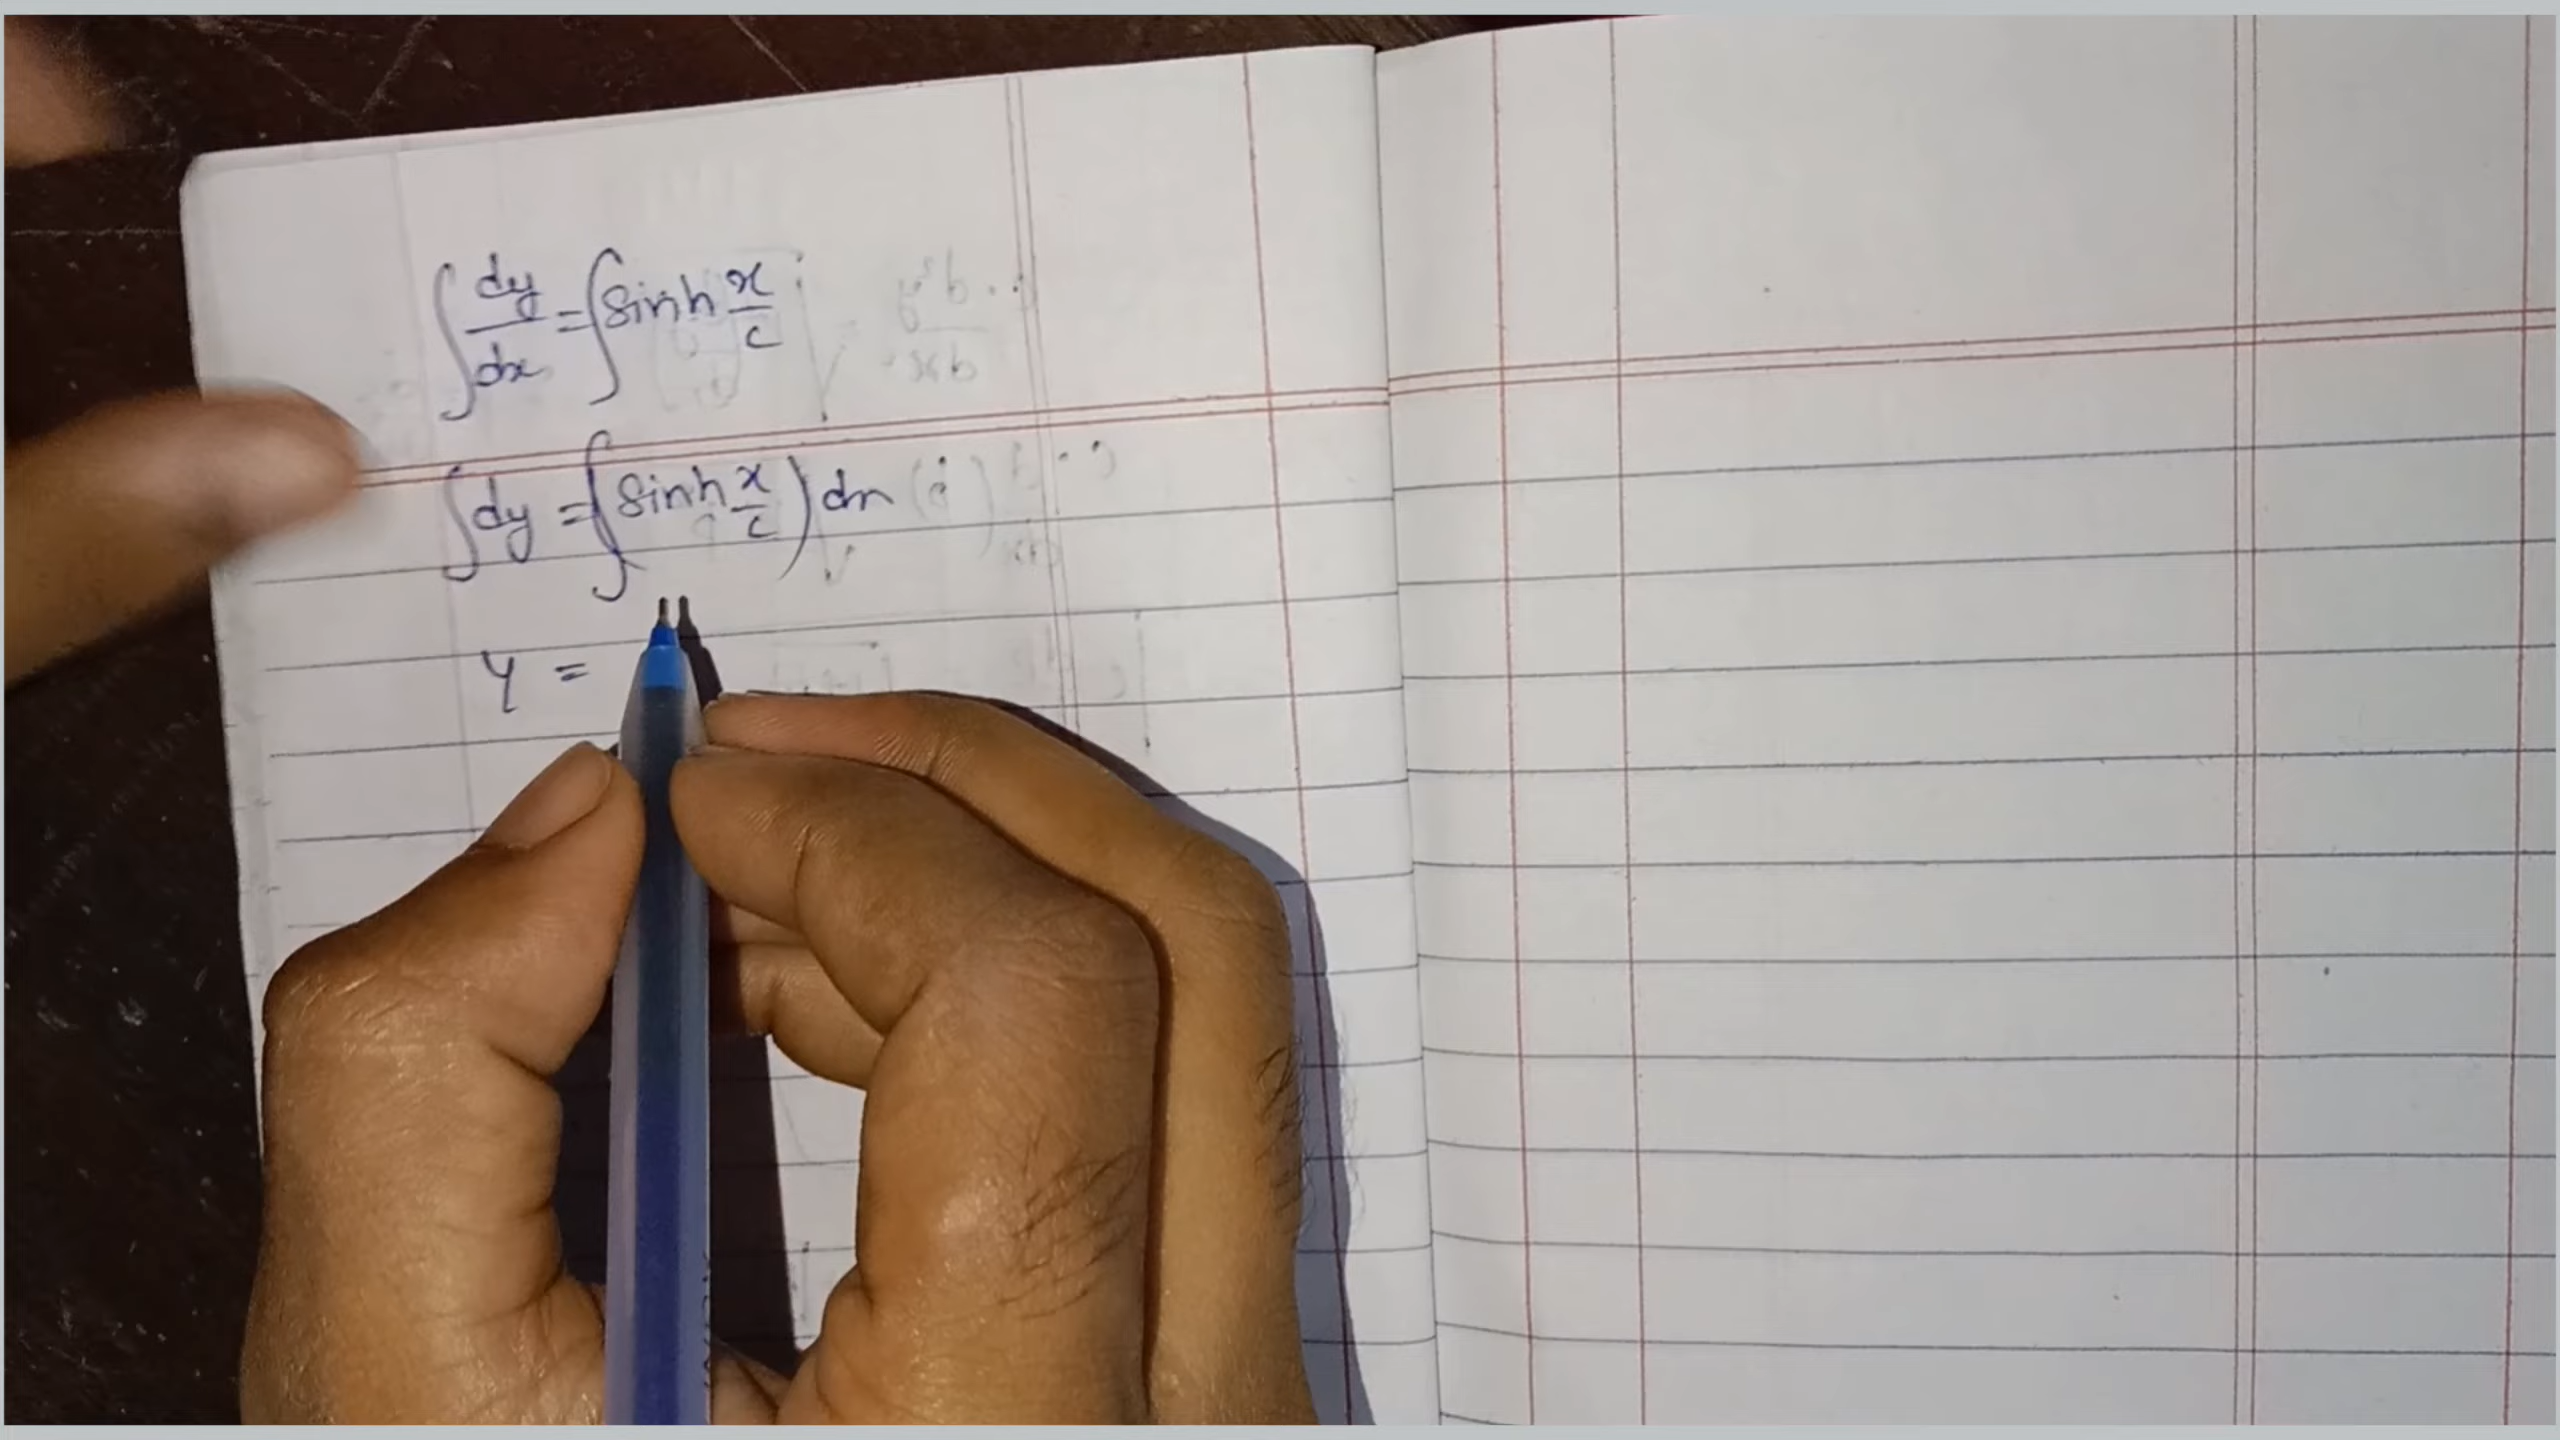 ∫ dy/dx = ∫ sinh x/c
∫ dy = ∫ (sinh x/c) dx
y =